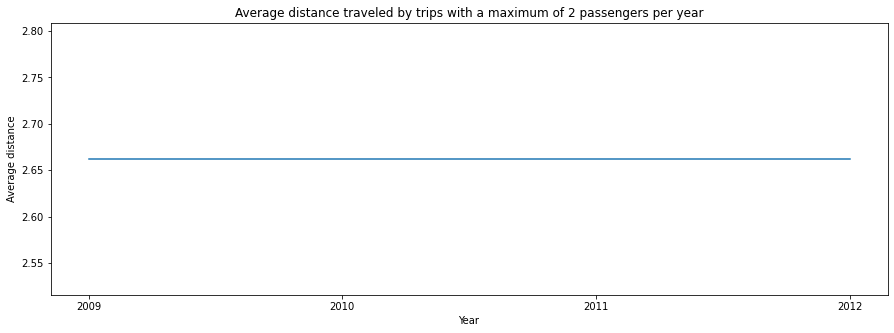 Average distance traveled by trips with a maximum of 2 passengers per year
2.80
2.75
2.70
2.65
2.60
2.55
Average distance
2009 2010 2011 2012
Year